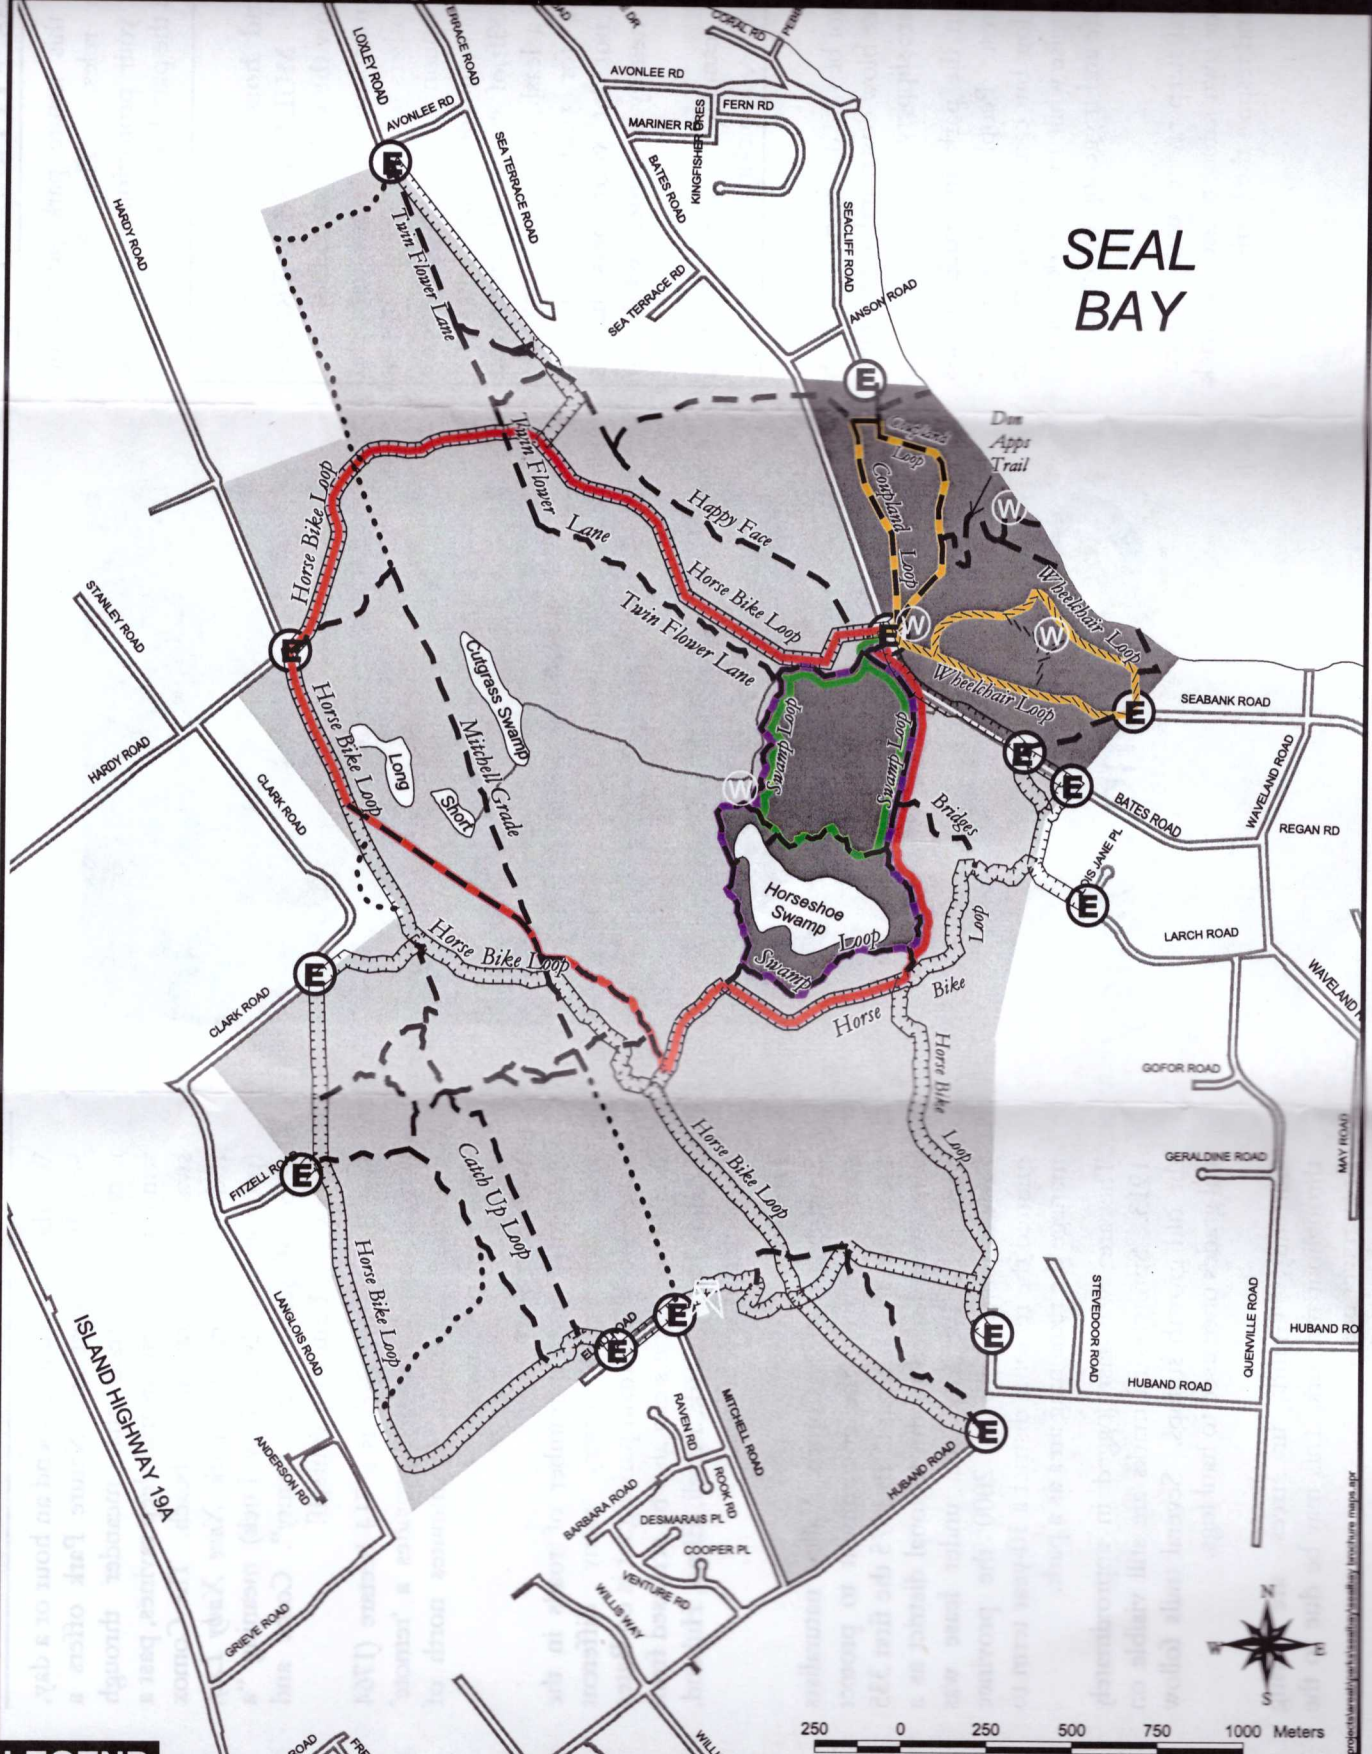 LOXLEY ROAD
AVONLEE RD
SEA TERRACE ROAD
AVONLEE RD
FERN RD
MARINER RD
KINGFISHER CRES
BATES ROAD
SEACLIFF ROAD
HARDY ROAD
SEA TERRACE RD
ANSON ROAD
SEAL
BAY
E
Twin Flower Lane
E
Dun
Apps
Trail
Coupland
Loop
Coupland Loop
W
Horse Bike Loop
Twin Flower
Lane
Happy Face
Horse Bike Loop
Twin Flower Lane
Wheelchair Loop
W
W
E
E
STANLEY ROAD
Wheelchair Loop
E
SEABANK ROAD
HARDY ROAD
Horse Bike Loop
Cutgrass Swamp
Long
Short
Mitchell Grade
Swamp Loop
Swamp Loop
W
E
E
BATES ROAD
WAVELAND ROAD
REGAN RD
CLARK ROAD
Bridges
E
LARCH ROAD
Horseshoe
Swamp
Swamp
Loop
Horse
Bike
Loop
Horse Bike Loop
E
CLARK ROAD
Horse Bike Loop
GOFOR ROAD
GERALDINE ROAD
MAY ROAD
FITZELL ROAD
E
Catch Up Loop
Horse Bike Loop
Horse Bike Loop
LANGLOIS ROAD
ISLAND HIGHWAY 19A
E
E
E
STEVEDOOR ROAD
QUENVILLE ROAD
HUBAND RO
HUBAND ROAD
E
HUBAND ROAD
MITCHELL ROAD
RAVEN RD
ROOK RD
BARBARA ROAD
DESMARAIS PL
COOPER PL
VENTURE RD
WILLIS WAY
ANDERSON RD
GRIEVE ROAD
N
W E
S
250 0 250 500 750 1000 Meters
LEGEND